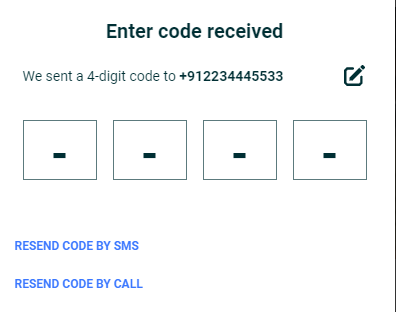 Enter code received
We sent a 4-digit code to +912234445533
- - - -
RESEND CODE BY SMS
RESEND CODE BY CALL